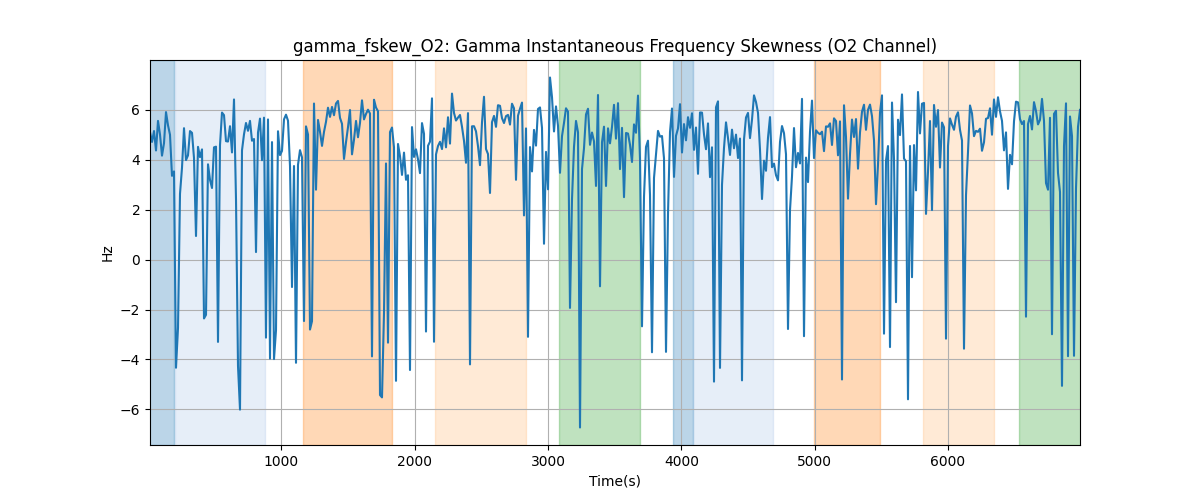 gamma_fskew_O2: Gamma Instantaneous Frequency Skewness (O2 Channel)
6
4
2
0
−2
−4
−6
Hz
1000 2000 3000 4000 5000 6000
Time(s)